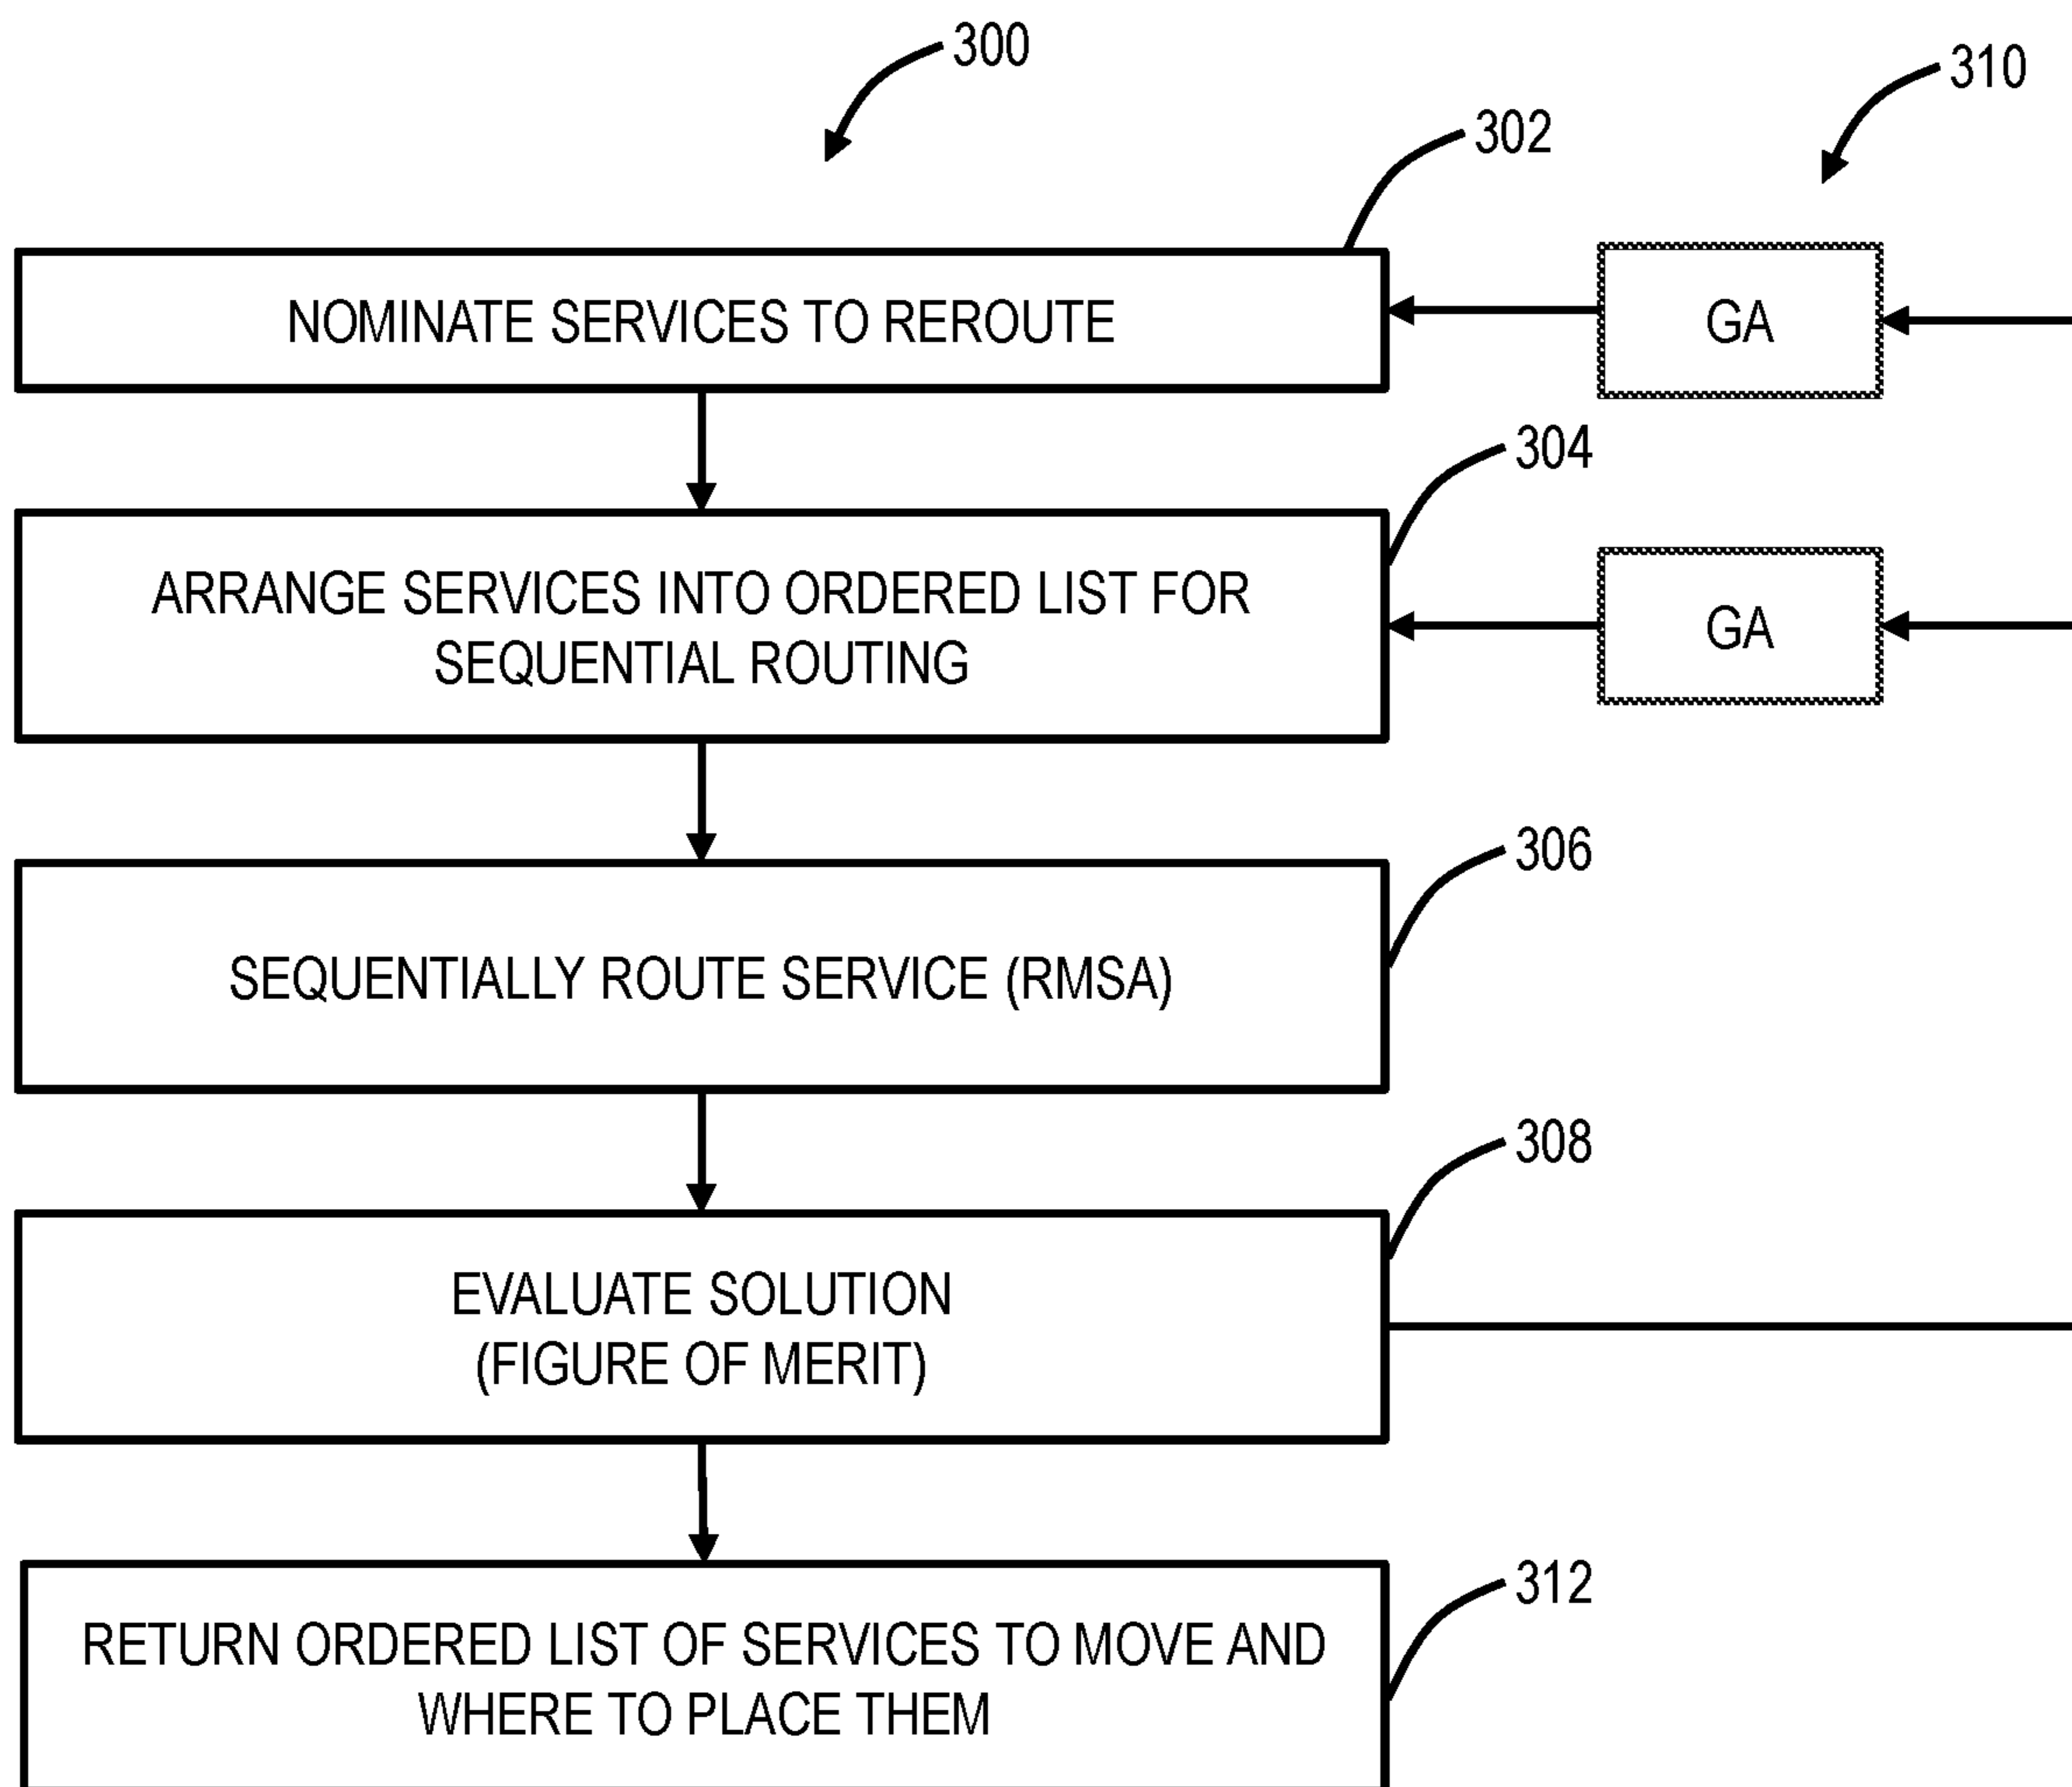 300
310
302
NOMINATE SERVICES TO REROUTE
GA
304
ARRANGE SERVICES INTO ORDERED LIST FOR
SEQUENTIAL ROUTING
GA
306
SEQUENTIALLY ROUTE SERVICE (RMSA)
308
EVALUATE SOLUTION
(FIGURE OF MERIT)
312
RETURN ORDERED LIST OF SERVICES TO MOVE AND
WHERE TO PLACE THEM